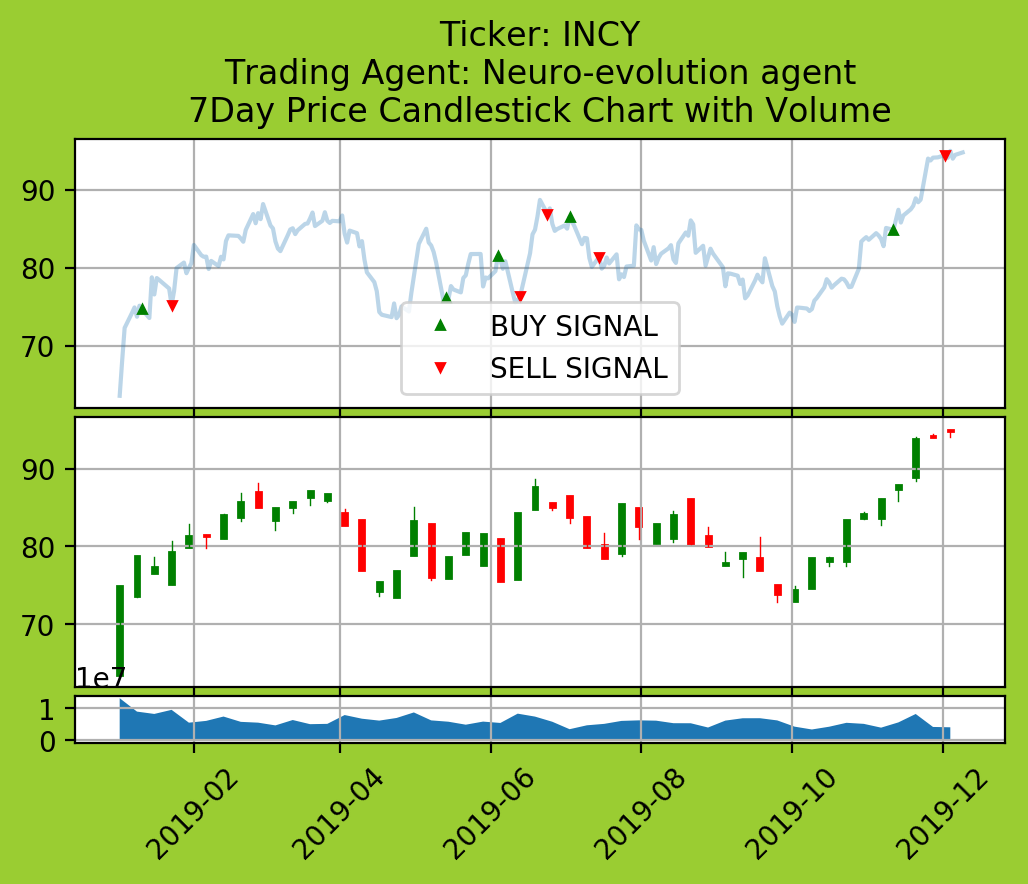 Ticker: INCY
Trading Agent: Neuro-evolution agent
7Day Price Candlestick Chart with Volume
90
80
70
BUY SIGNAL
SELL SIGNAL
90
80
70
1e7
1
0
2019-02
2019-04
2019-06
2019-08
2019-10
2019-12